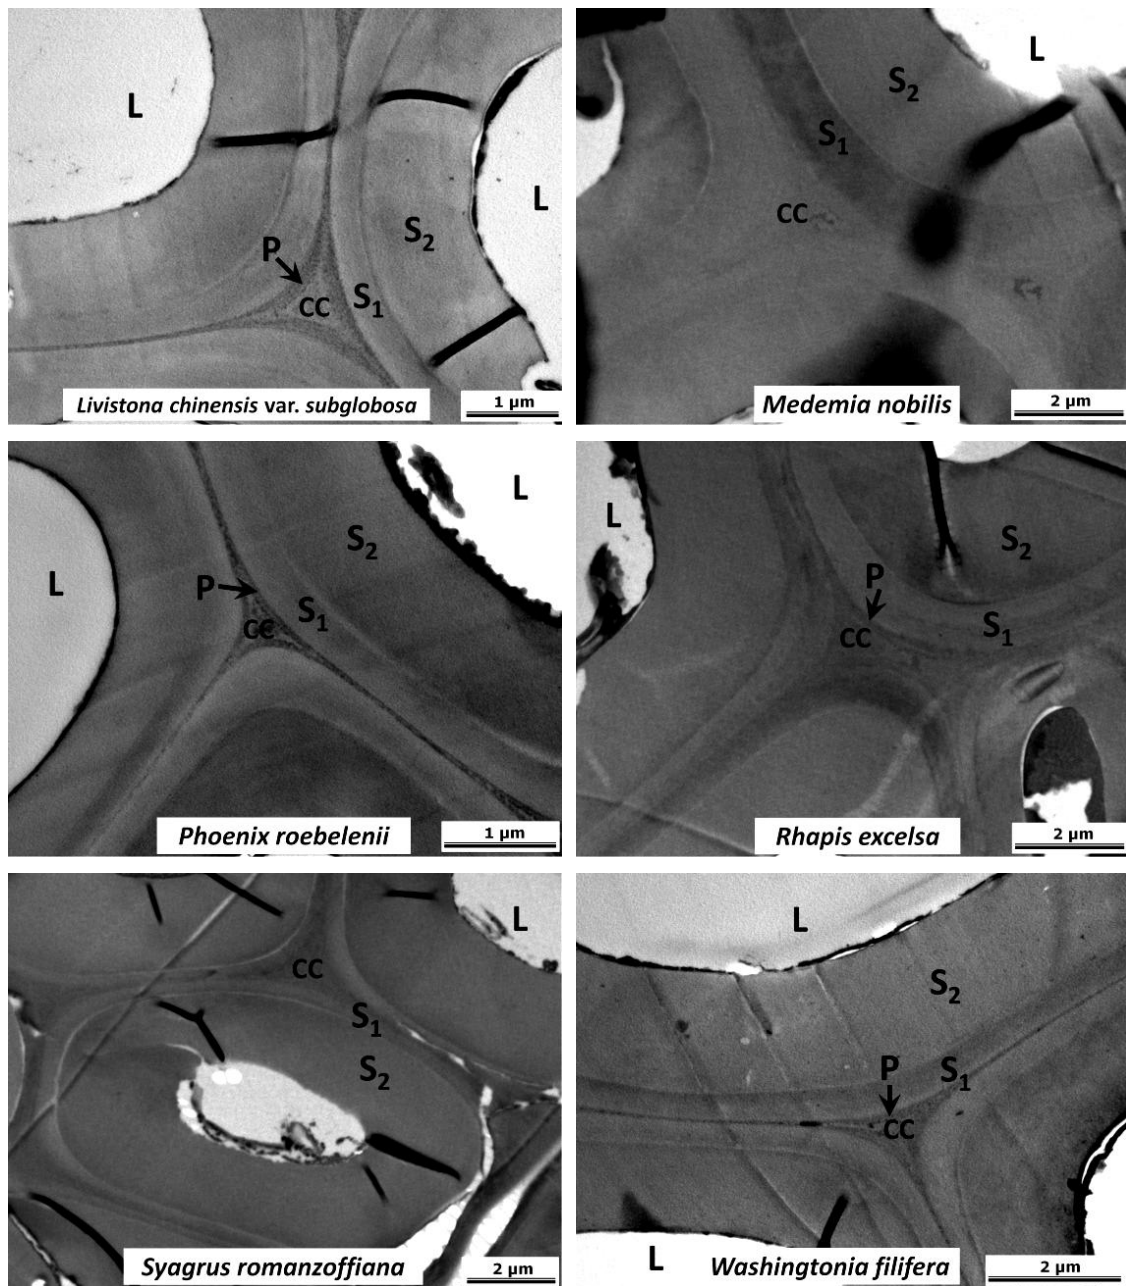 L
L
P
CC
S₁
S₂
Livistona chinensis var. subglobosa
1 µm
L
S₂
S₁
CC
Medemia nobilis
2 µm
L
L
S₂
P
CC
S₁
Phoenix roebelenii
1 µm
L
S₂
P
CC
S₁
Rhapis excelsa
2 µm
L
CC
S₁
S₂
Syagrus romanzoffiana
2 µm
L
S₂
P
S₁
CC
L
Washingtonia filifera
2 µm